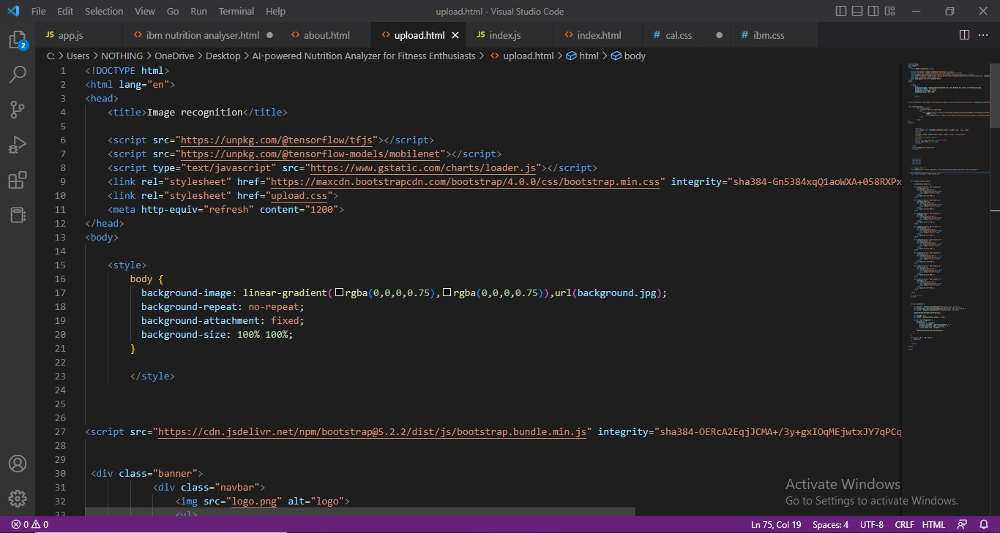 File Edit Selection View Go Run Terminal Help upload.html - Visual Studio Code
JS app.js <> ibm nutrition analyser.html ● <> about.html <> upload.html × JS index.js <> index.html # cal.css ● # ibm.css
2
C: > Users > NOTHING > OneDrive > Desktop > AI-powered Nutrition Analyzer for Fitness Enthusiasts > <> upload.html > html > body
1 <!DOCTYPE html>
2 <html lang="en">
3 <head>
4 <title>Image recognition</title>
5
6 <script src="https://unpkg.com/@tensorflow/tfjs"></script>
7 <script src="https://unpkg.com/@tensorflow-models/mobilenet"></script>
8 <script type="text/javascript" src="https://www.gstatic.com/charts/loader.js"></script>
9 <link rel="stylesheet" href="https://maxcdn.bootstrapcdn.com/bootstrap/4.0.0/css/bootstrap.min.css" integrity="sha384-Gn5384xqQ1aoWXA+058RXPx
10 <link rel="stylesheet" href="upload.css">
11 <meta http-equiv="refresh" content="1200">
12 </head>
13 <body>
14
15 <style>
16 body {
17 background-image: linear-gradient(rgba(0,0,0,0.75),rgba(0,0,0,0.75)),url(background.jpg);
18 background-repeat: no-repeat;
19 background-attachment: fixed;
20 background-size: 100% 100%;
21 }
22
23 </style>
24
25
26
27 <script src="https://cdn.jsdelivr.net/npm/bootstrap@5.2.2/dist/js/bootstrap.bundle.min.js" integrity="sha384-OERcA2EqjJCMA+/3y+gxIOqMEjwtxJY7qPCq
28
29
30 <div class="banner">
31 <div class="navbar">
32 <img src="logo.png" alt="logo">
33 <ul>
Activate Windows
Go to Settings to activate Windows.
0 0 Ln 75, Col 19 Spaces: 4 UTF-8 CRLF HTML